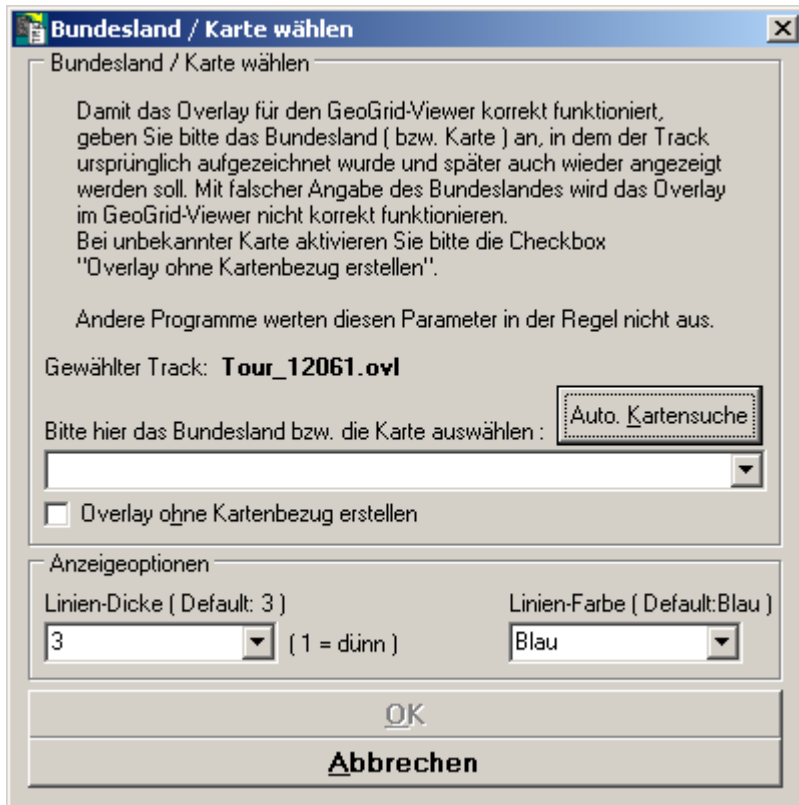 Bundesland / Karte wählen
Bundesland / Karte wählen
Damit das Overlay für den GeoGrid-Viewer korrekt funktioniert,
geben Sie bitte das Bundesland ( bzw. Karte ) an, in dem der Track
ursprünglich aufgezeichnet wurde und später auch wieder angezeigt
werden soll. Mit falscher Angabe des Bundeslandes wird das Overlay
im GeoGrid-Viewer nicht korrekt funktionieren.
Bei unbekannter Karte aktivieren Sie bitte die Checkbox
"Overlay ohne Kartenbezug erstellen".
Andere Programme werten diesen Parameter in der Regel nicht aus.
Gewählter Track: Tour_12061.ovl
Auto. Kartensuche
Bitte hier das Bundesland bzw. die Karte auswählen :
Overlay ohne Kartenbezug erstellen
Anzeigeoptionen
Linien-Dicke ( Default: 3 )
Linien-Farbe ( Default:Blau )
3
( 1 = dünn )
Blau
OK
Abbrechen